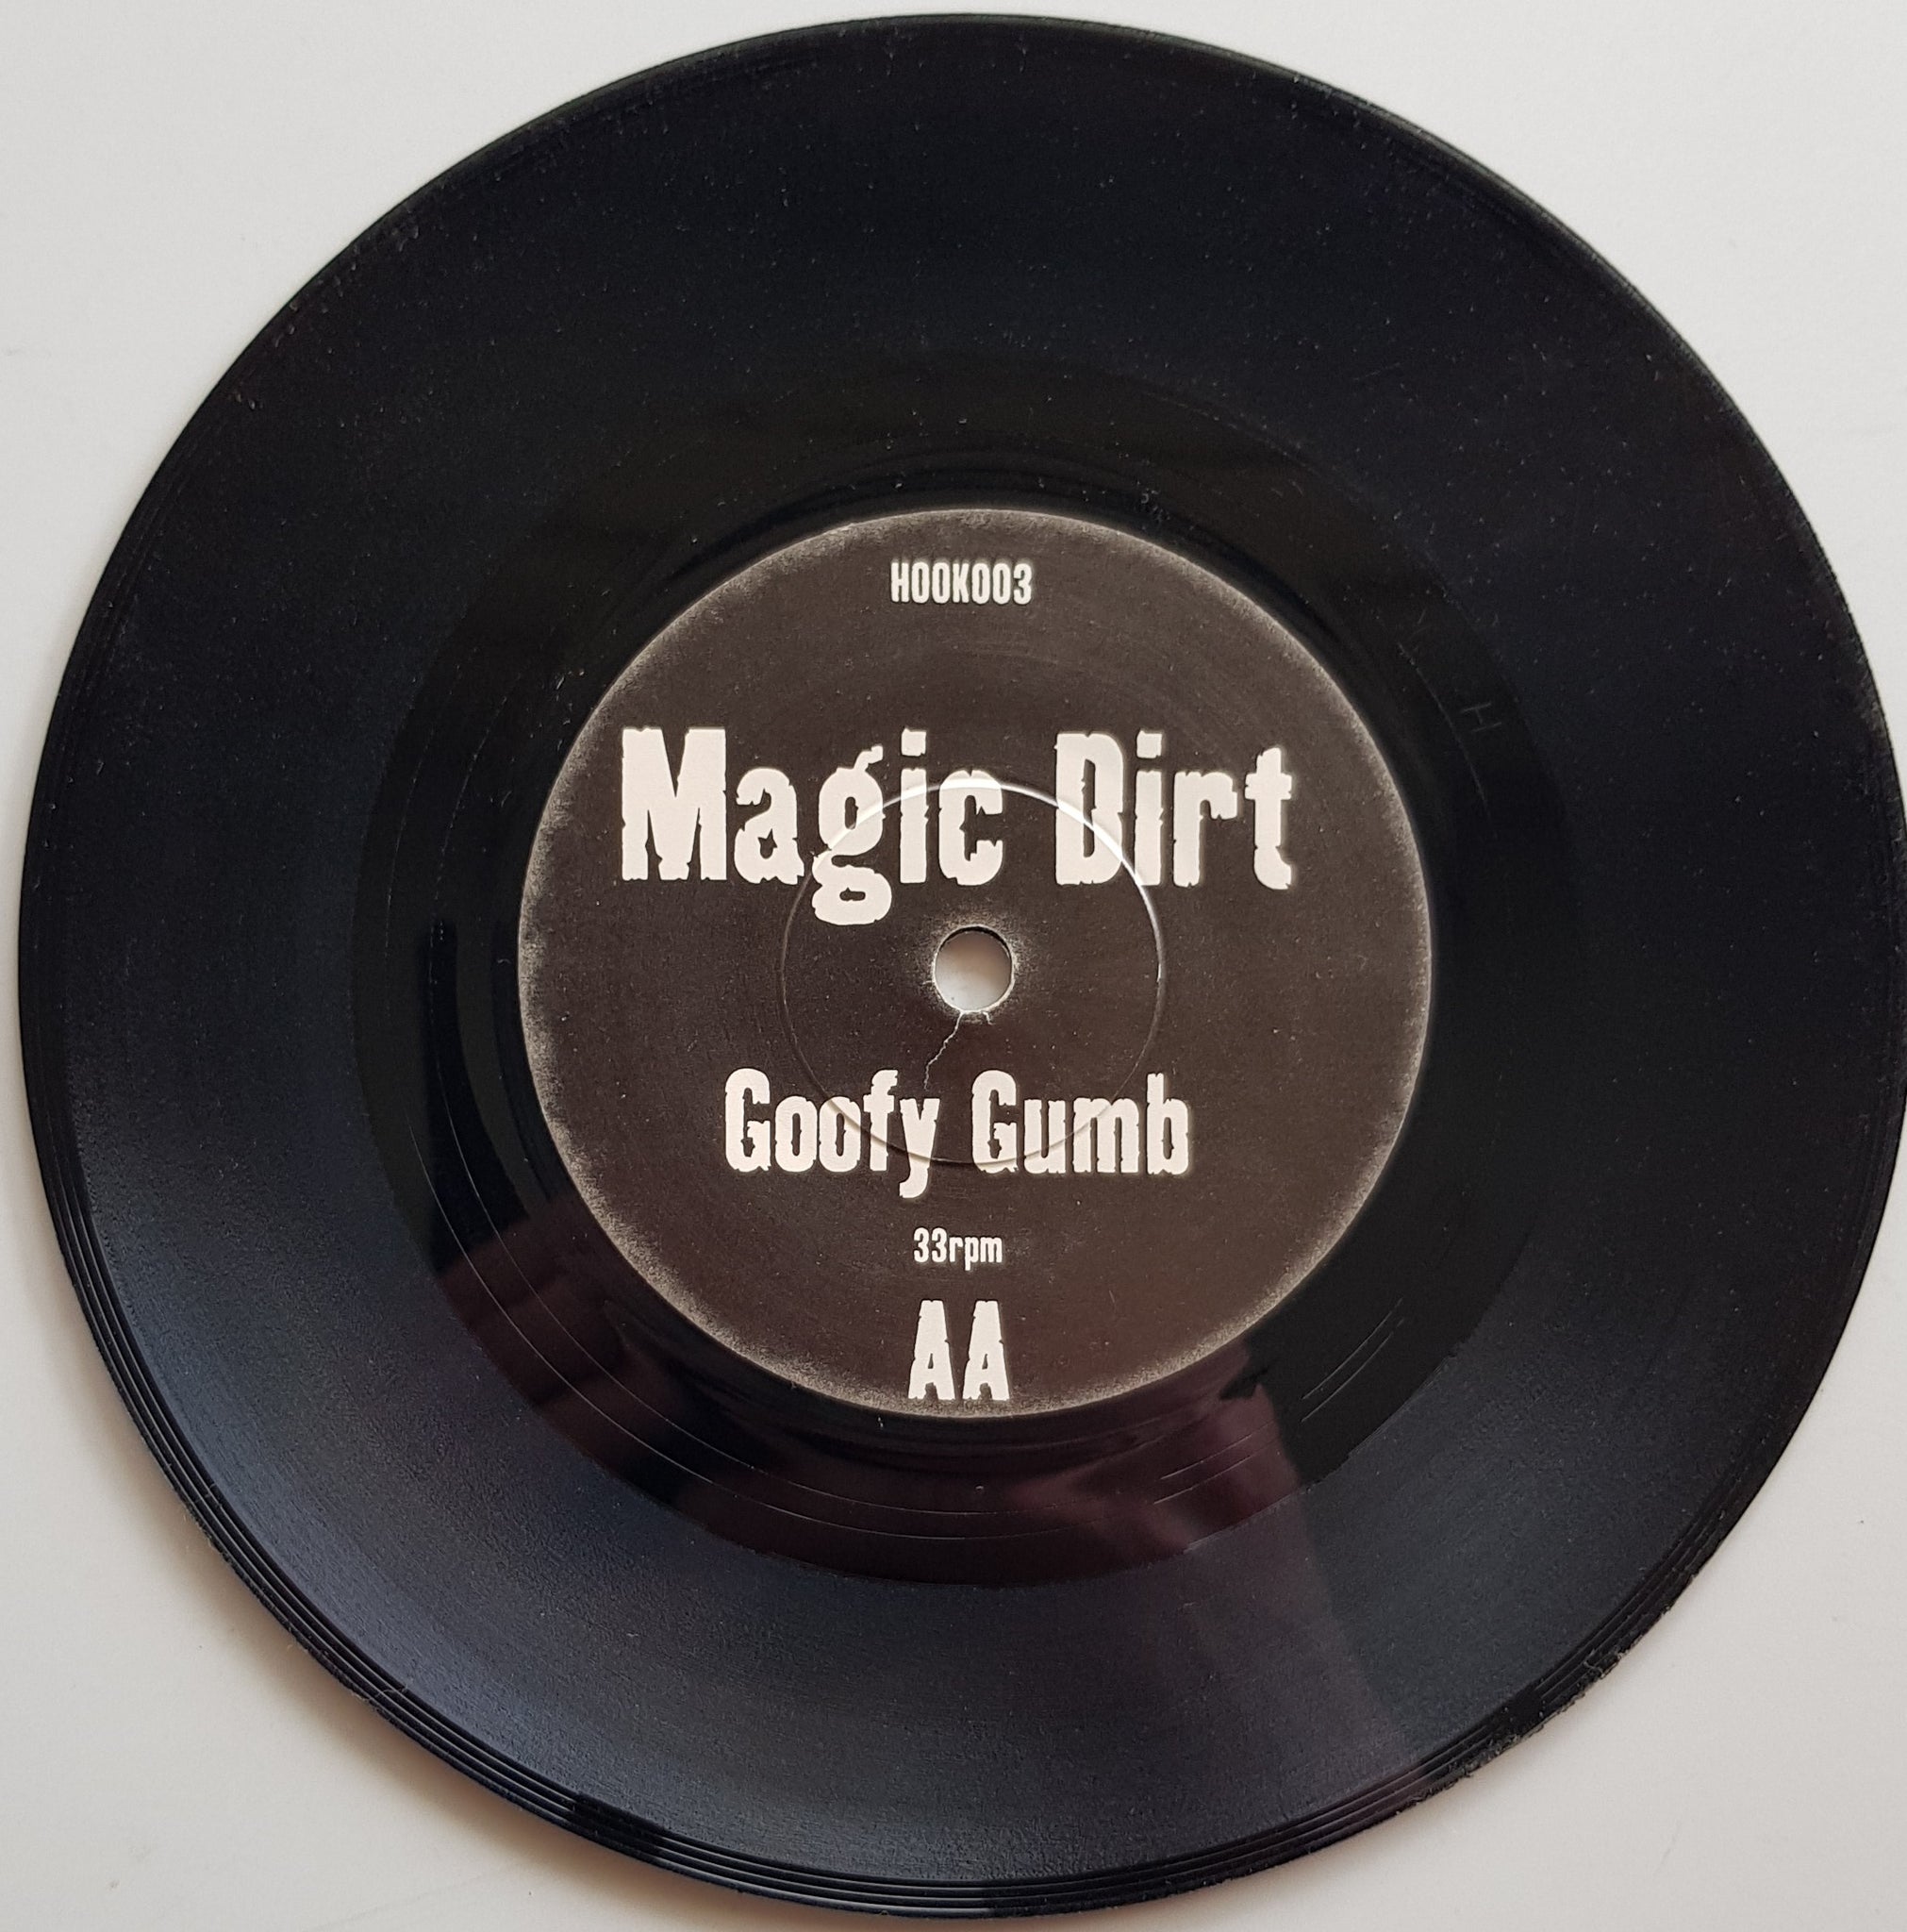 HOOK003
Magic Dirt
Goofy Gumb
33rpm
AA